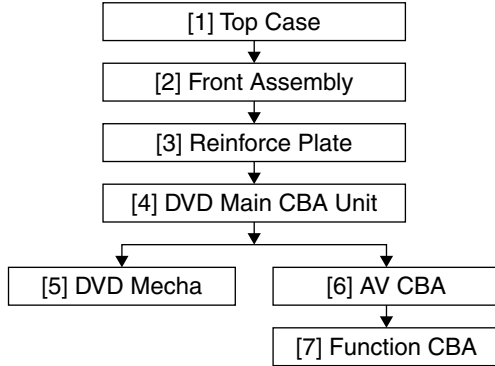 [1] Top Case
[2] Front Assembly
[3] Reinforce Plate
[4] DVD Main CBA Unit
[5] DVD Mecha
[6] AV CBA
[7] Function CBA